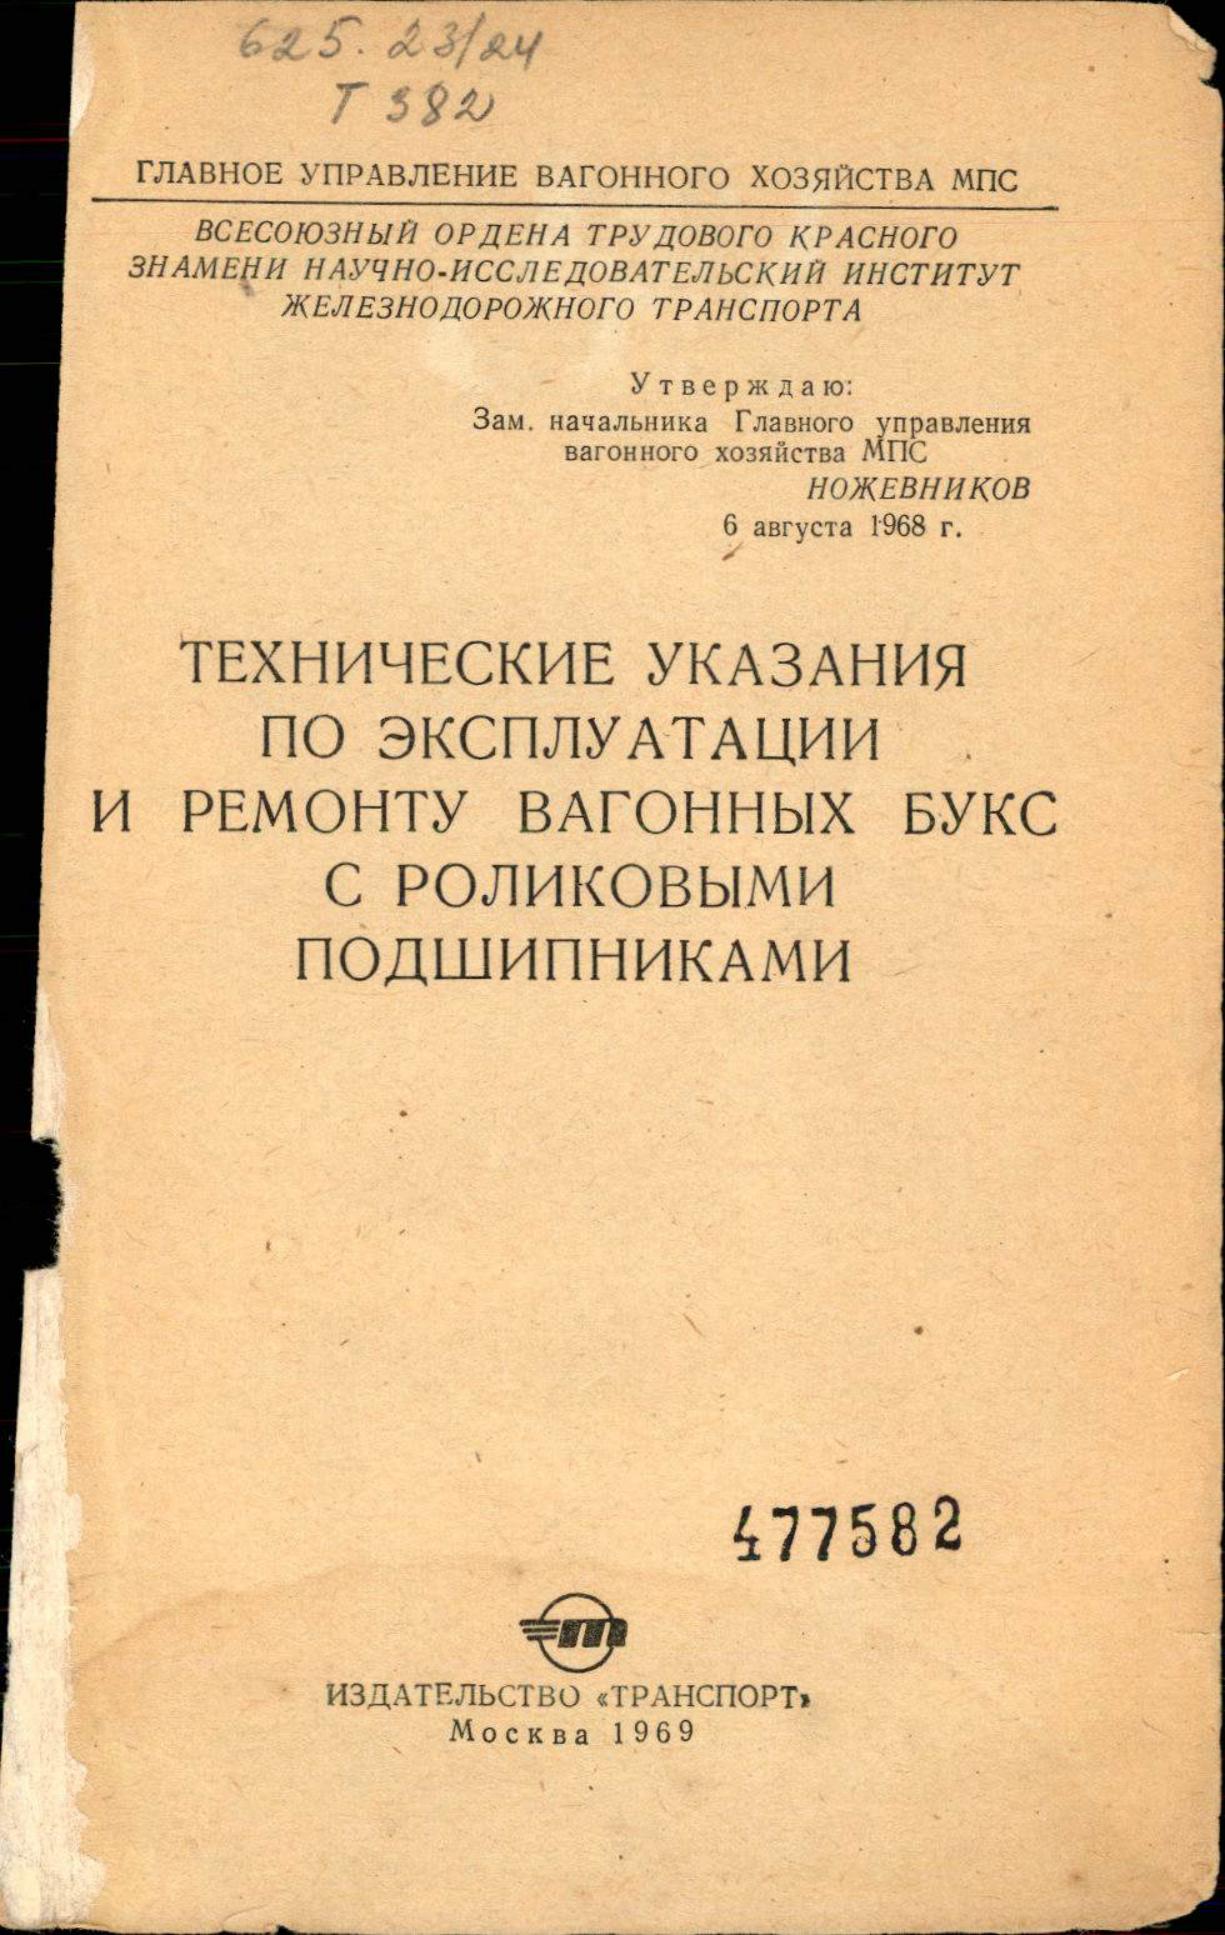 625.23/24
Т 382
ГЛАВНОЕ УПРАВЛЕНИЕ ВАГОННОГО ХОЗЯЙСТВА МПС
ВСЕСОЮЗНЫЙ ОРДЕНА ТРУДОВОГО КРАСНОГО
ЗНАМЕНИ НАУЧНО-ИССЛЕДОВАТЕЛЬСКИЙ ИНСТИТУТ
ЖЕЛЕЗНОДОРОЖНОГО ТРАНСПОРТА
Утверждаю:
Зам. начальника Главного управления
вагонного хозяйства МПС
НОЖЕВНИКОВ
6 августа 1968 г.
ТЕХНИЧЕСКИЕ УКАЗАНИЯ
ПО ЭКСПЛУАТАЦИИ
И РЕМОНТУ ВАГОННЫХ БУКС
С РОЛИКОВЫМИ
ПОДШИПНИКАМИ
477582
т
ИЗДАТЕЛЬСТВО «ТРАНСПОРТ»
Москва 1969